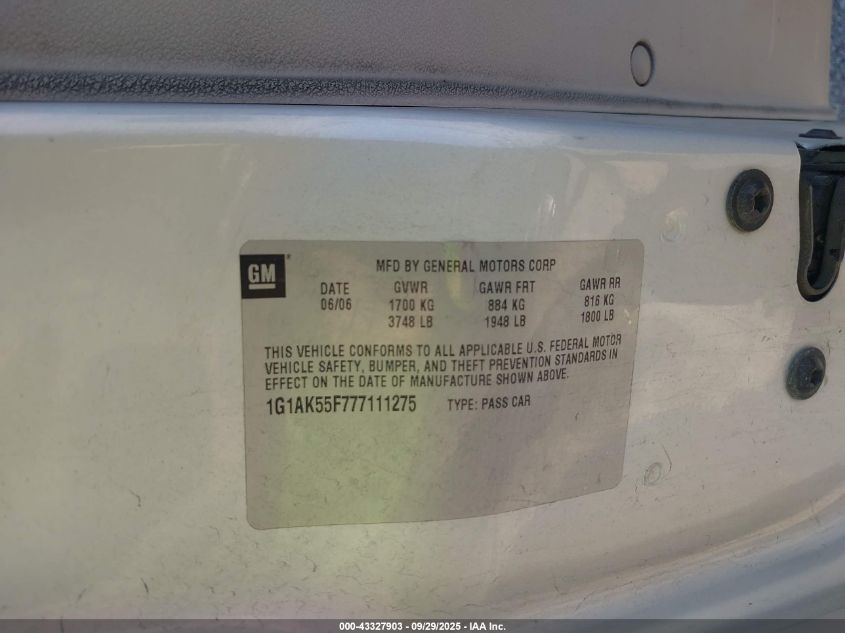 GM
MFD BY GENERAL MOTORS CORP
DATE GVWR GAWR FRT GAWR RR
06/06 1700 KG 884 KG 816 KG
3748 LB 1948 LB 1800 LB
THIS VEHICLE CONFORMS TO ALL APPLICABLE U.S. FEDERAL MOTOR
VEHICLE SAFETY, BUMPER, AND THEFT PREVENTION STANDARDS IN
EFFECT ON THE DATE OF MANUFACTURE SHOWN ABOVE.
1G1AK55F777111275 TYPE: PASS CAR
000-43327903 - 09/29/2025 - IAA Inc.